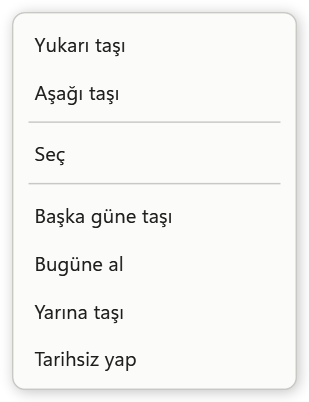 Yukarı taşı
Aşağı taşı
Seç
Başka güne taşı
Bugüne al
Yarına taşı
Tarihsiz yap